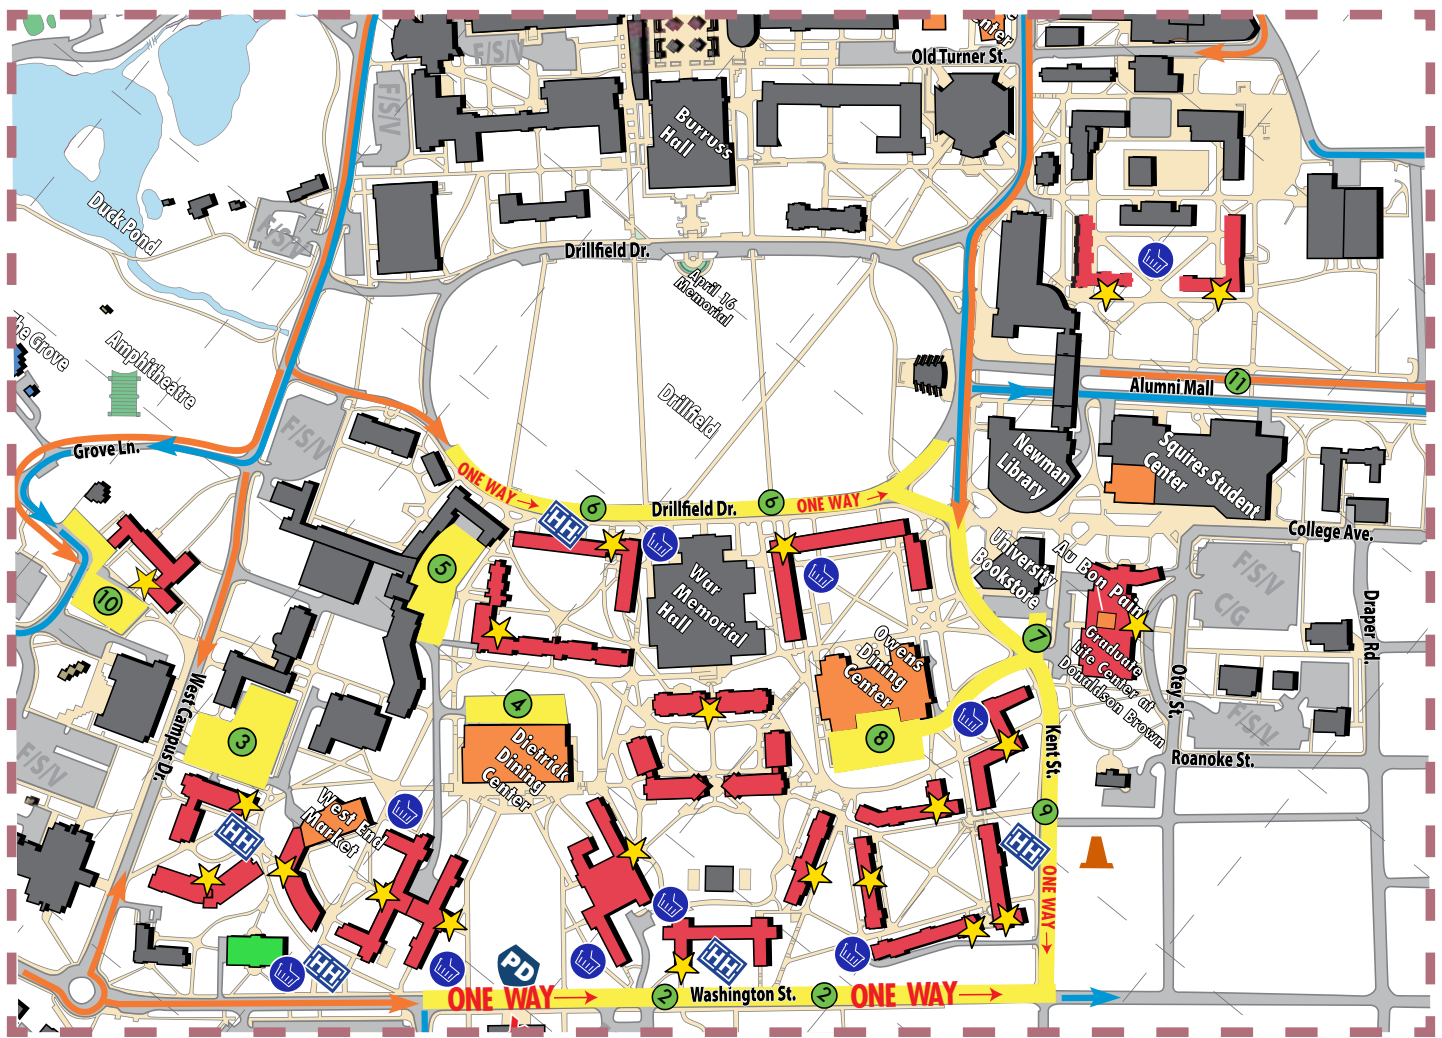 F/S/V
Center
Old Turner St.
F/S/V
Burruss
Hall
Duck Pond
F/S/V
Drillfield Dr.
April 16
Memorial
he Grove
Amphitheatre
Drillfield
Alumni Mall
11
Grove Ln.
F/S/V
ONE WAY
HH
6
Drillfield Dr.
6
ONE WAY
Newman
Library
Squires Student
Center
College Ave.
University
Bookstore
Au Bon Pain
F/S/V
C/G
5
10
War
Memorial
Hall
Owens
Dining
Center
7
Graduate
Life Center at
Donaldson Brown
Draper Rd.
Otey St.
F/S/V
Roanoke St.
West Campus Dr.
3
4
Dietrick
Dining
Center
8
Kent St.
F/S/V
West End
Market
HH
9
HH
ONE WAY
HH
PD
HH
ONE WAY
2
Washington St.
2
ONE WAY